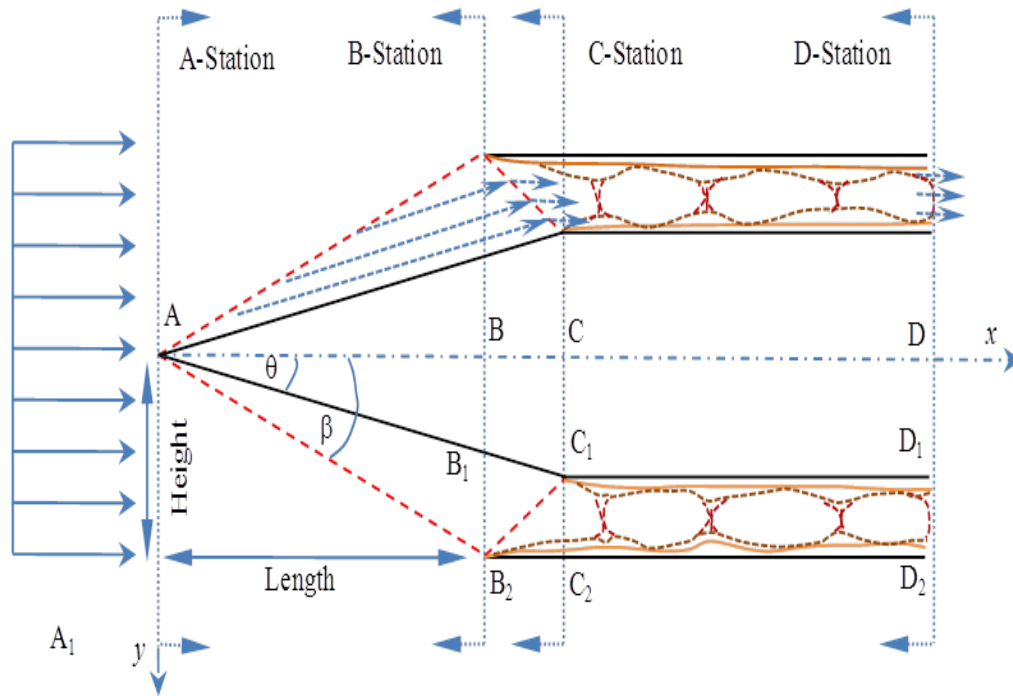 A-Station
B-Station
C-Station
D-Station
A
B
C
D
x
θ
β
Height
B₁
C₁
D₁
Length
B₂
C₂
D₂
A₁
y